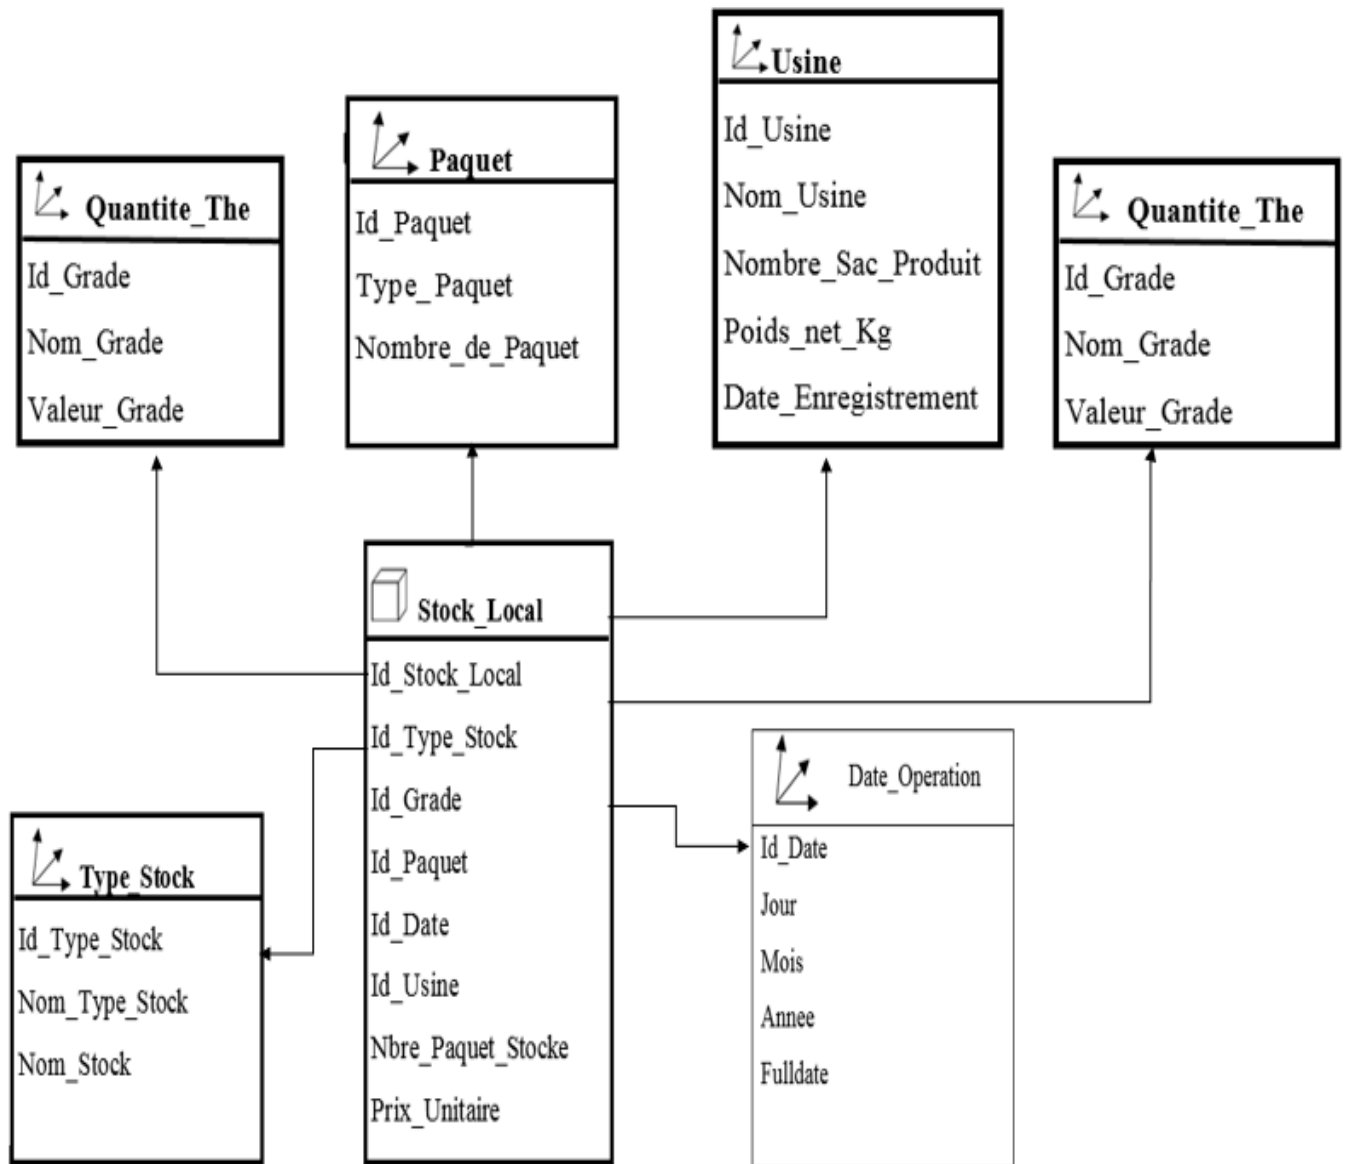 Quantite_The
Id_Grade
Nom_Grade
Valeur_Grade
Paquet
Id_Paquet
Type_Paquet
Nombre_de_Paquet
Usine
Id_Usine
Nom_Usine
Nombre_Sac_Produit
Poids_net_Kg
Date_Enregistrement
Quantite_The
Id_Grade
Nom_Grade
Valeur_Grade
Type_Stock
Id_Type_Stock
Nom_Type_Stock
Nom_Stock
Stock_Local
Id_Stock_Local
Id_Type_Stock
Id_Grade
Id_Paquet
Id_Date
Id_Usine
Nbre_Paquet_Stocke
Prix_Unitaire
Date_Operation
Id_Date
Jour
Mois
Annee
Fulldate